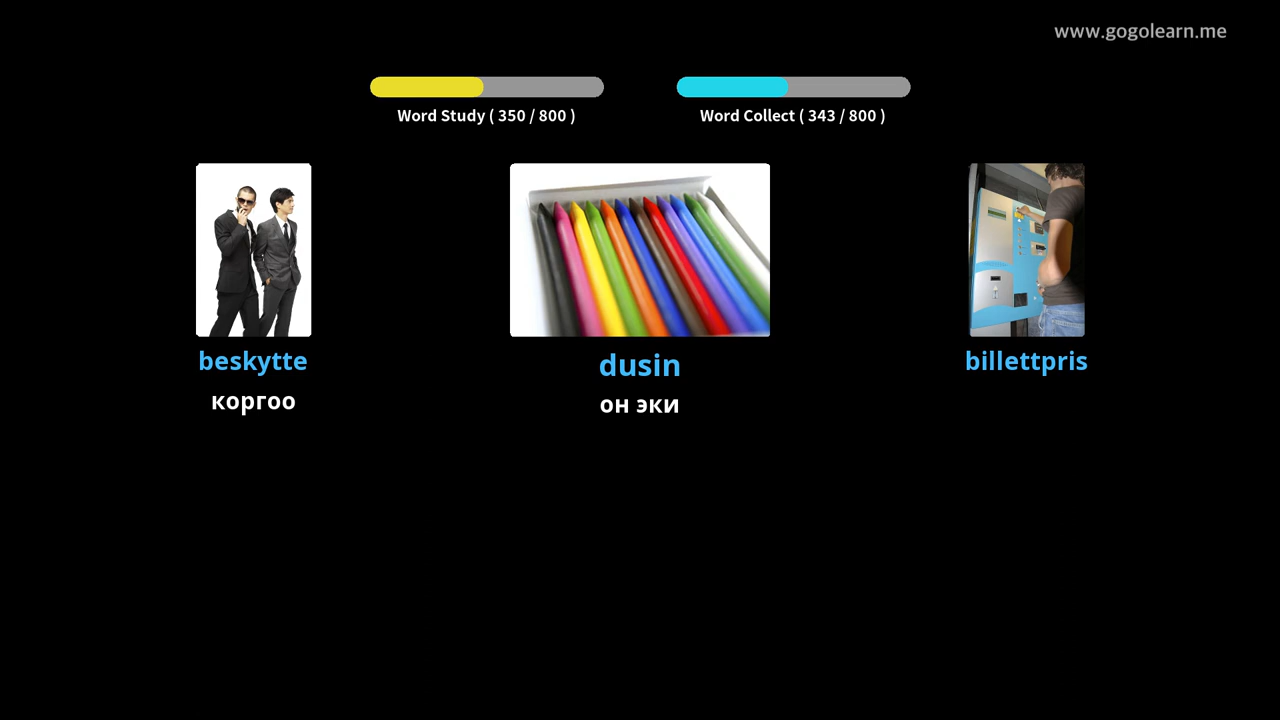 www.gogolearn.me
Word Study ( 350 / 800 )
Word Collect ( 343 / 800 )
beskytte
коргоо
dusin
он эки
billettpris